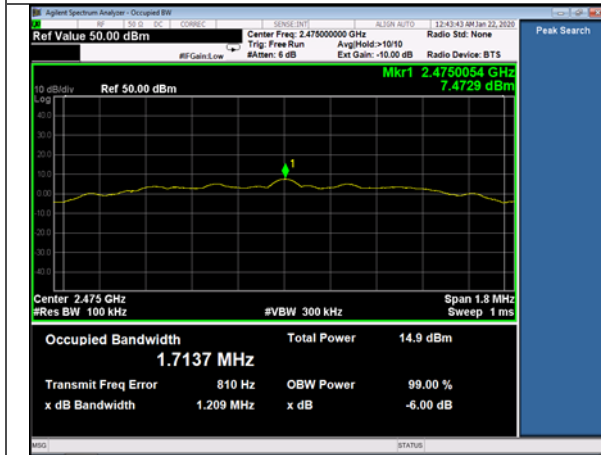 Agilent Spectrum Analyzer - Occupied BW
RF 50 Ω DC CORREC SENSE:INT ALIGN AUTO 12:43:43 AM Jan 22, 2020
Ref Value 50.00 dBm
Center Freq: 2.475000000 GHz
Radio Std: None
Peak Search
Trig: Free Run
Avg|Hold:>10/10
#IFGain:Low
#Atten: 6 dB
Ext Gain: -10.00 dB
Radio Device: BTS
Mkr1 2.4750054 GHz
7.4729 dBm
10 dB/div
Ref 50.00 dBm
Log
40.0
30.0
20.0
10.0
0.00
-10.0
-20.0
-30.0
-40.0
1
Center 2.475 GHz
Span 1.8 MHz
#Res BW 100 kHz
#VBW 300 kHz
Sweep 1 ms
Occupied Bandwidth
Total Power 14.9 dBm
1.7137 MHz
Transmit Freq Error 810 Hz
OBW Power 99.00 %
x dB Bandwidth 1.209 MHz
x dB -6.00 dB
MSG
STATUS